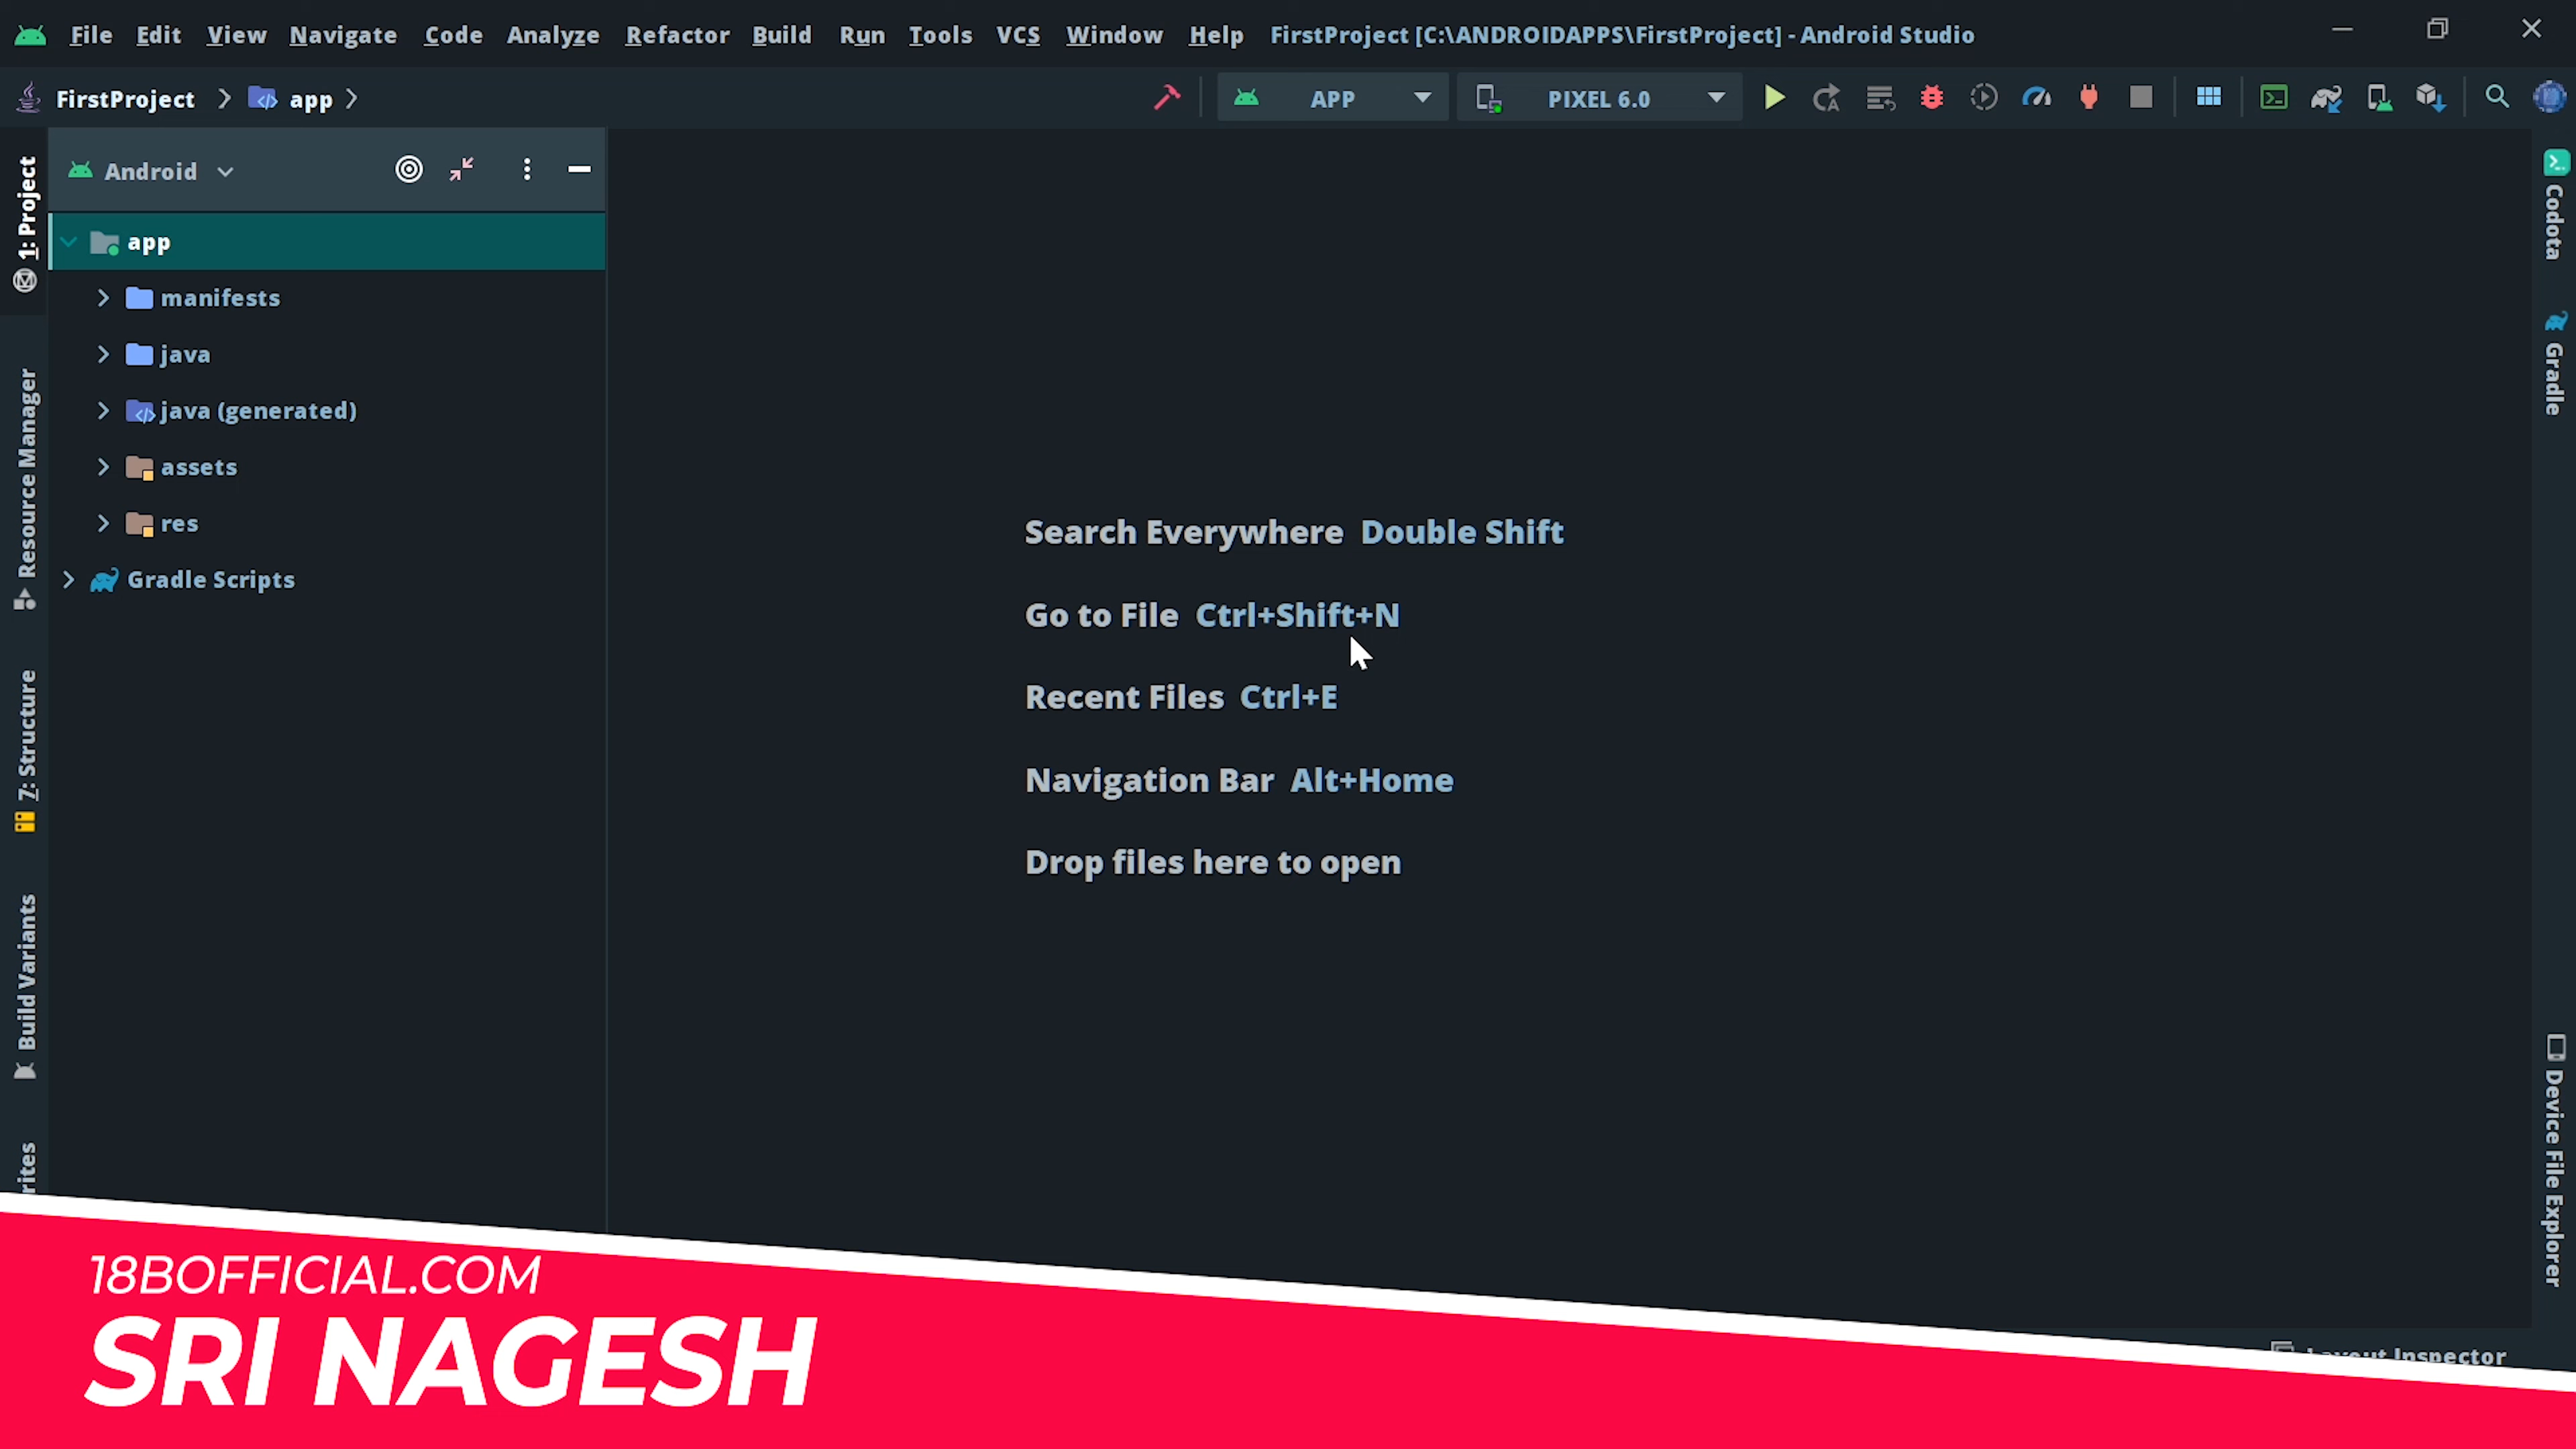 File Edit View Navigate Code Analyze Refactor Build Run Tools VCS Window Help FirstProject [C:\ANDROIDAPPS\FirstProject] - Android Studio
FirstProject app
APP
PIXEL 6.0
Android
app
manifests
java
java (generated)
assets
res
Gradle Scripts
1: Project
Resource Manager
7: Structure
Build Variants
Search Everywhere Double Shift
Go to File Ctrl+Shift+N
Recent Files Ctrl+E
Navigation Bar Alt+Home
Drop files here to open
Codota
Gradle
Device File Explorer
Layout Inspector
18BOFFICIAL.COM
SRI NAGESH